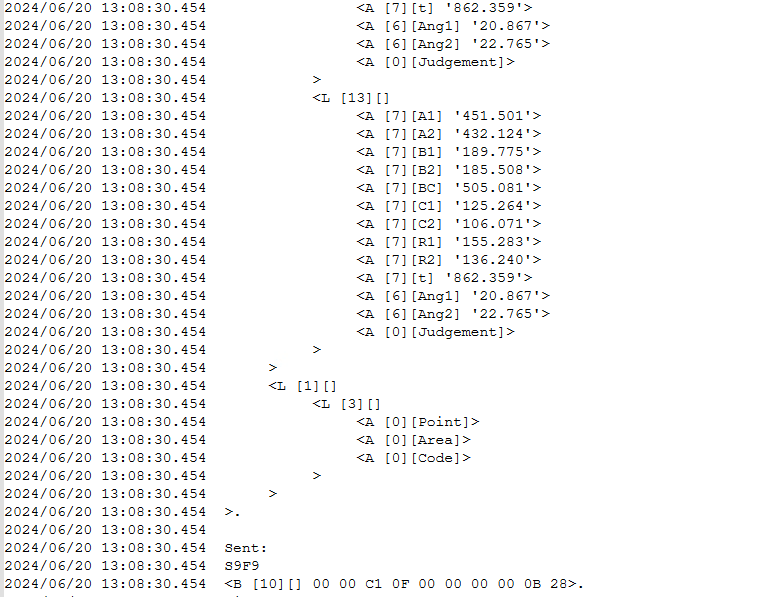 2024/06/20 13:08:30.454 <A [7][t] '862.359'>
2024/06/20 13:08:30.454 <A [6][Ang1] '20.867'>
2024/06/20 13:08:30.454 <A [6][Ang2] '22.765'>
2024/06/20 13:08:30.454 <A [0][Judgement]>
2024/06/20 13:08:30.454 >
2024/06/20 13:08:30.454 <L [13][]
2024/06/20 13:08:30.454 <A [7][A1] '451.501'>
2024/06/20 13:08:30.454 <A [7][A2] '432.124'>
2024/06/20 13:08:30.454 <A [7][B1] '189.775'>
2024/06/20 13:08:30.454 <A [7][B2] '185.508'>
2024/06/20 13:08:30.454 <A [7][BC] '505.081'>
2024/06/20 13:08:30.454 <A [7][C1] '125.264'>
2024/06/20 13:08:30.454 <A [7][C2] '106.071'>
2024/06/20 13:08:30.454 <A [7][R1] '155.283'>
2024/06/20 13:08:30.454 <A [7][R2] '136.240'>
2024/06/20 13:08:30.454 <A [7][t] '862.359'>
2024/06/20 13:08:30.454 <A [6][Ang1] '20.867'>
2024/06/20 13:08:30.454 <A [6][Ang2] '22.765'>
2024/06/20 13:08:30.454 <A [0][Judgement]>
2024/06/20 13:08:30.454 >
2024/06/20 13:08:30.454 >
2024/06/20 13:08:30.454 <L [1][]
2024/06/20 13:08:30.454 <L [3][]
2024/06/20 13:08:30.454 <A [0][Point]>
2024/06/20 13:08:30.454 <A [0][Area]>
2024/06/20 13:08:30.454 <A [0][Code]>
2024/06/20 13:08:30.454 >
2024/06/20 13:08:30.454 >
2024/06/20 13:08:30.454 >.
2024/06/20 13:08:30.454
2024/06/20 13:08:30.454 Sent:
2024/06/20 13:08:30.454 S9F9
2024/06/20 13:08:30.454 <B [10][] 00 00 C1 0F 00 00 00 00 0B 28>.